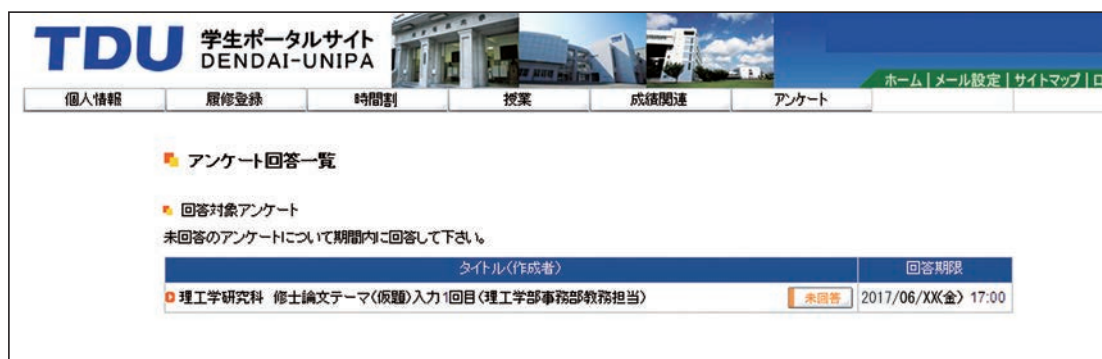 TDU 学生ポータルサイト
DENDAI-UNIPA
ホーム | メール設定 | サイトマップ |
個人情報 履修登録 時間割 授業 成績関連 アンケート
アンケート回答一覧
回答対象アンケート
未回答のアンケートについて期間内に回答して下さい。
タイトル(作成者) 回答期限
理工学研究科 修士論文テーマ(仮題)入力1回目(理工学部事務部教務担当) 未回答 2017/06/XX(金) 17:00